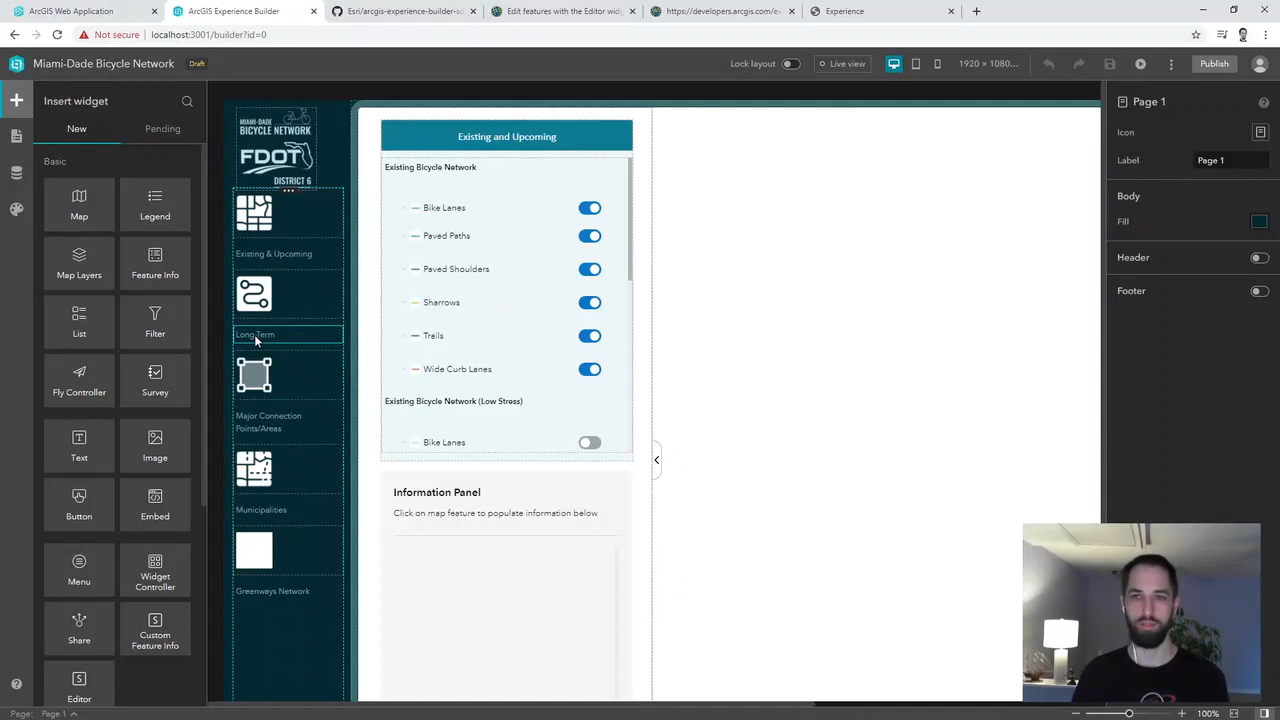 ArcGIS Web Application
ArcGIS Experience Builder
Esri/arcgis-experience-builder-sd
Edit features with the Editor widg
https://developers.arcgis.com/ex
Experience
Not secure
localhost:3001/builder?id=0
Miami-Dade Bicycle Network
Draft
Lock layout
Live view
1920 × 1080...
Publish
Insert widget
New
Pending
Basic
Map
Legend
Map Layers
Feature Info
List
Filter
Fly Controller
Survey
Text
Image
Button
Embed
Menu
Widget
Controller
Share
Custom
Feature Info
Editor
MIAMI-DADE
BICYCLE NETWORK
FDOT
DISTRICT 6
Existing & Upcoming
Long Term
Major Connection
Points/Areas
Municipalities
Greenways Network
Existing and Upcoming
Existing Bicycle Network
Bike Lanes
Paved Paths
Paved Shoulders
Sharrows
Trails
Wide Curb Lanes
Existing Bicycle Network (Low Stress)
Bike Lanes
Information Panel
Click on map feature to populate information below
Page 1
Icon
Label
Page 1
Body
Fill
Header
Footer
Page:
Page 1
100%